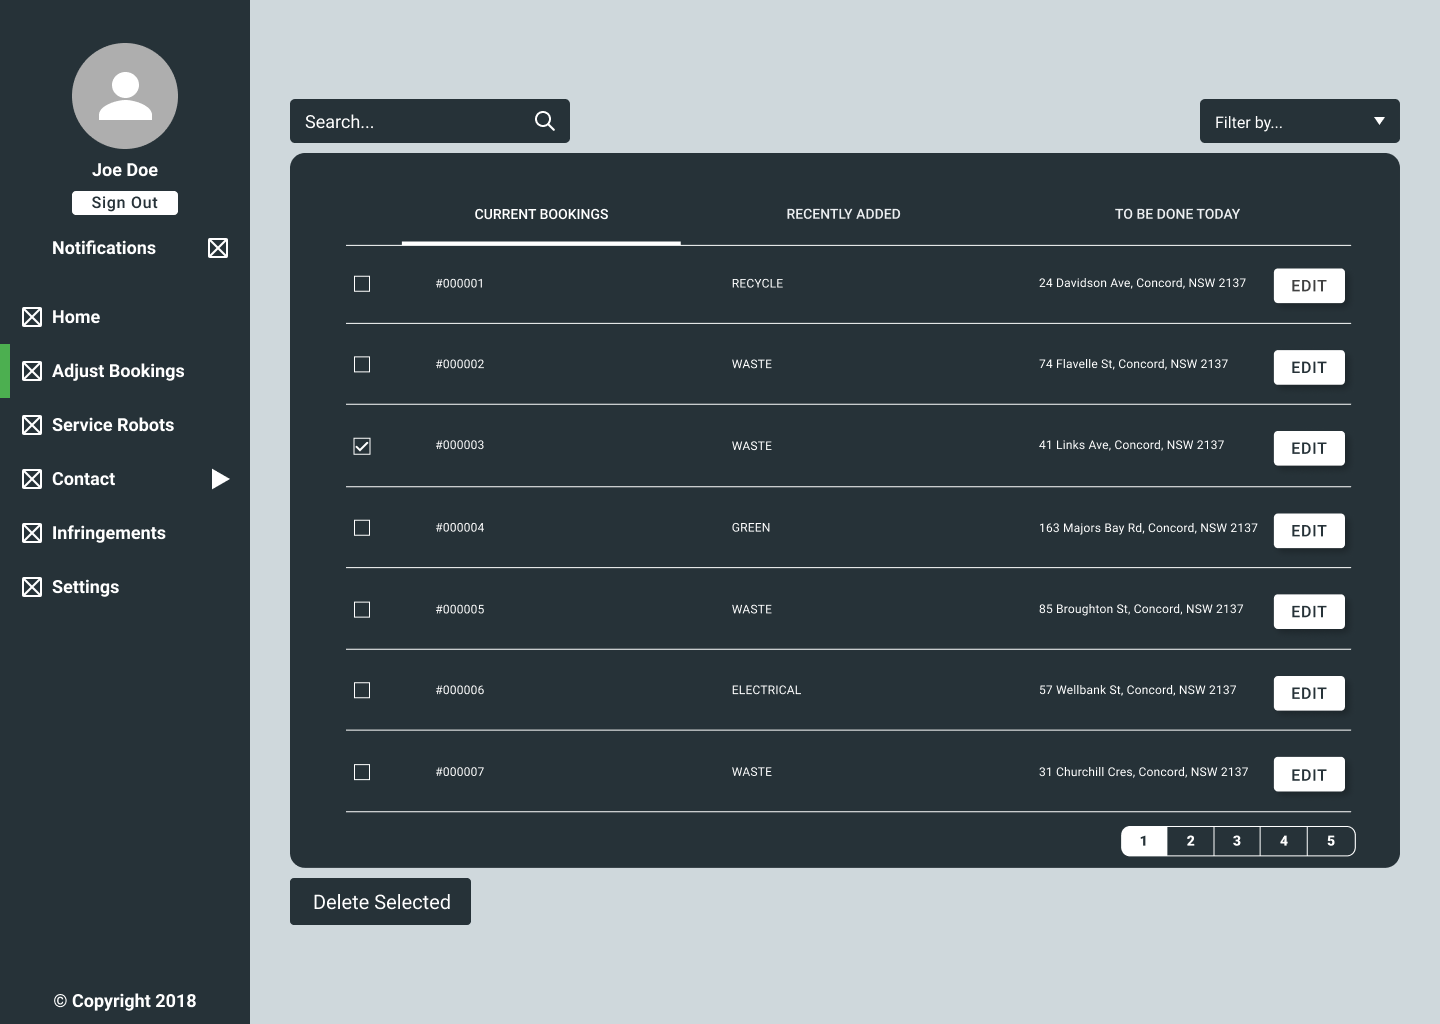 Joe Doe
Sign Out
Notifications
Home
Adjust Bookings
Service Robots
Contact
Infringements
Settings
© Copyright 2018
Search...
Filter by...
CURRENT BOOKINGS RECENTLY ADDED TO BE DONE TODAY
#000001 RECYCLE 24 Davidson Ave, Concord, NSW 2137 EDIT
#000002 WASTE 74 Flavelle St, Concord, NSW 2137 EDIT
#000003 WASTE 41 Links Ave, Concord, NSW 2137 EDIT
#000004 GREEN 163 Majors Bay Rd, Concord, NSW 2137 EDIT
#000005 WASTE 85 Broughton St, Concord, NSW 2137 EDIT
#000006 ELECTRICAL 57 Wellbank St, Concord, NSW 2137 EDIT
#000007 WASTE 31 Churchill Cres, Concord, NSW 2137 EDIT
1 2 3 4 5
Delete Selected